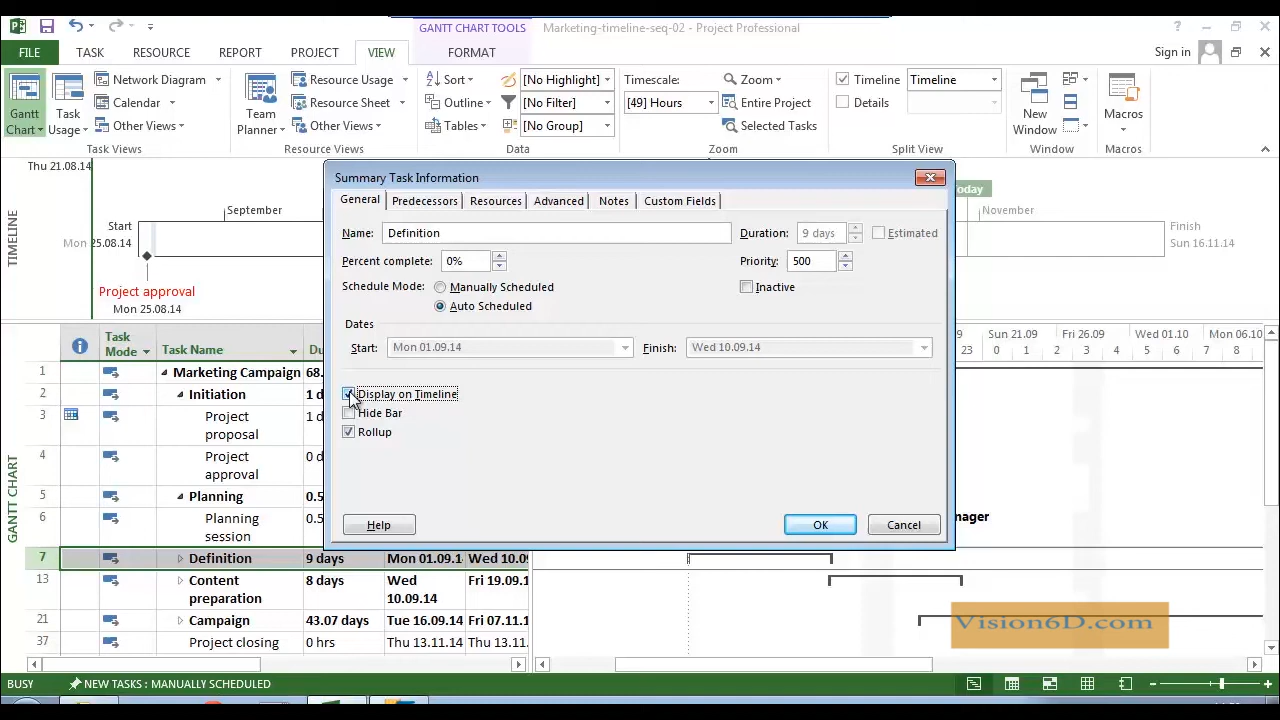 GANTT CHART TOOLS
Marketing-timeline-seq-02 - Project Professional
FILE TASK RESOURCE REPORT PROJECT VIEW FORMAT Sign in
Gantt Chart
Task Usage
Network Diagram
Calendar
Other Views
Task Views
Team Planner
Resource Usage
Resource Sheet
Other Views
Resource Views
Sort
Outline
Tables
[No Highlight]
[No Filter]
[No Group]
Data
Timescale:
[49] Hours
Zoom
Entire Project
Selected Tasks
Zoom
Timeline Timeline
Details
Split View
New Window
Window
Macros
Macros
TIMELINE
Thu 21.08.14
September
November
Start
Mon 25.08.14
Finish
Sun 16.11.14
Project approval
Mon 25.08.14
Summary Task Information
General Predecessors Resources Advanced Notes Custom Fields
Name: Definition Duration: 9 days Estimated
Percent complete: 0% Priority: 500
Schedule Mode: Manually Scheduled Inactive
Auto Scheduled
Dates
Start: Mon 01.09.14 Finish: Wed 10.09.14
Display on Timeline
Hide Bar
Rollup
Help OK Cancel
GANTT CHART
Task Mode Task Name
Sun 21.09 Fri 26.09 Wed 01.10 Mon 06.10
23 0 1 2 3 4 5 6 7 8
1 Marketing Campaign 68.
2 Initiation 1 d
3 Project proposal 1 d
4 Project approval 0 d
5 Planning 0.5
6 Planning session 0.5
7 Definition 9 days Mon 01.09.1 Wed 10.09
13 Content preparation 8 days Wed 10.09.14 Fri 19.09.1
21 Campaign 43.07 days Tue 16.09.14 Fri 07.11.1
37 Project closing 0 hrs Thu 13.11.14 Thu 13.11
Vision6D.com
BUSY NEW TASKS : MANUALLY SCHEDULED